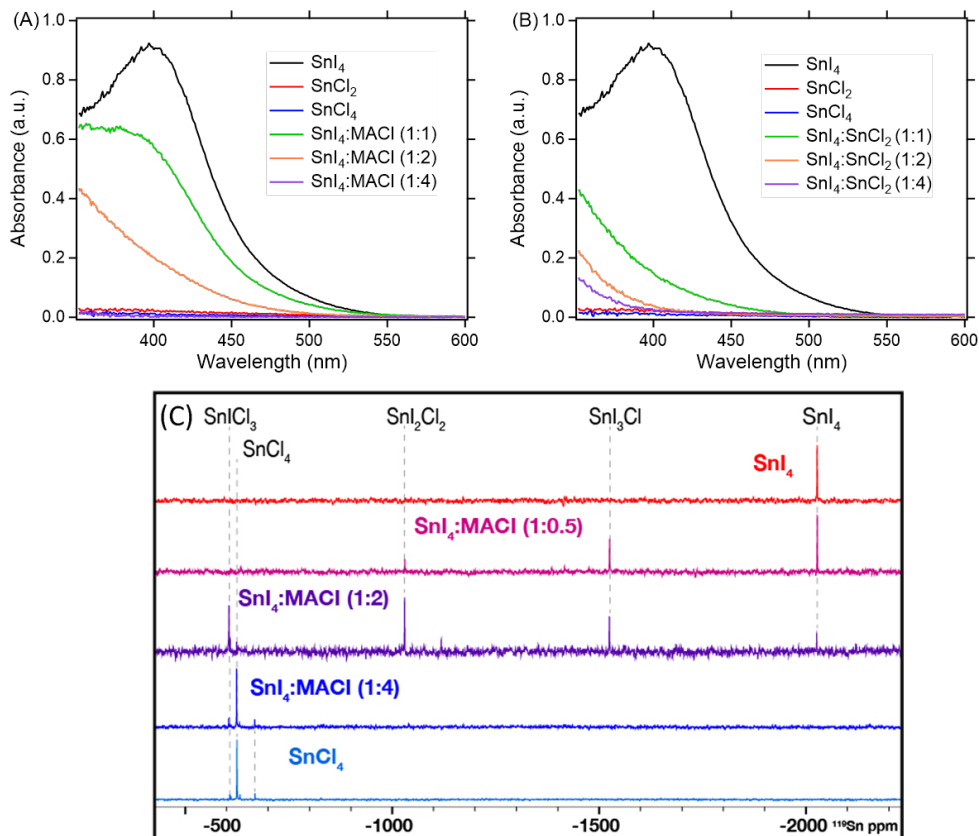 (A)
1.0
0.8
0.6
0.4
0.2
0.0
Absorbance (a.u.)
SnI₄
SnCl₂
SnCl₄
SnI₄:MACl (1:1)
SnI₄:MACl (1:2)
SnI₄:MACl (1:4)
400 450 500 550 600
Wavelength (nm)
(B)
1.0
0.8
0.6
0.4
0.2
0.0
Absorbance (a.u.)
SnI₄
SnCl₂
SnCl₄
SnI₄:SnCl₂ (1:1)
SnI₄:SnCl₂ (1:2)
SnI₄:SnCl₂ (1:4)
400 450 500 550 600
Wavelength (nm)
(C)
SnICl₃ SnI₂Cl₂ SnI₃Cl SnI₄
SnCl₄
SnI₄
SnI₄:MACl (1:0.5)
SnI₄:MACl (1:2)
SnI₄:MACl (1:4)
SnCl₄
-500 -1000 -1500 -2000 ¹¹⁹Sn ppm